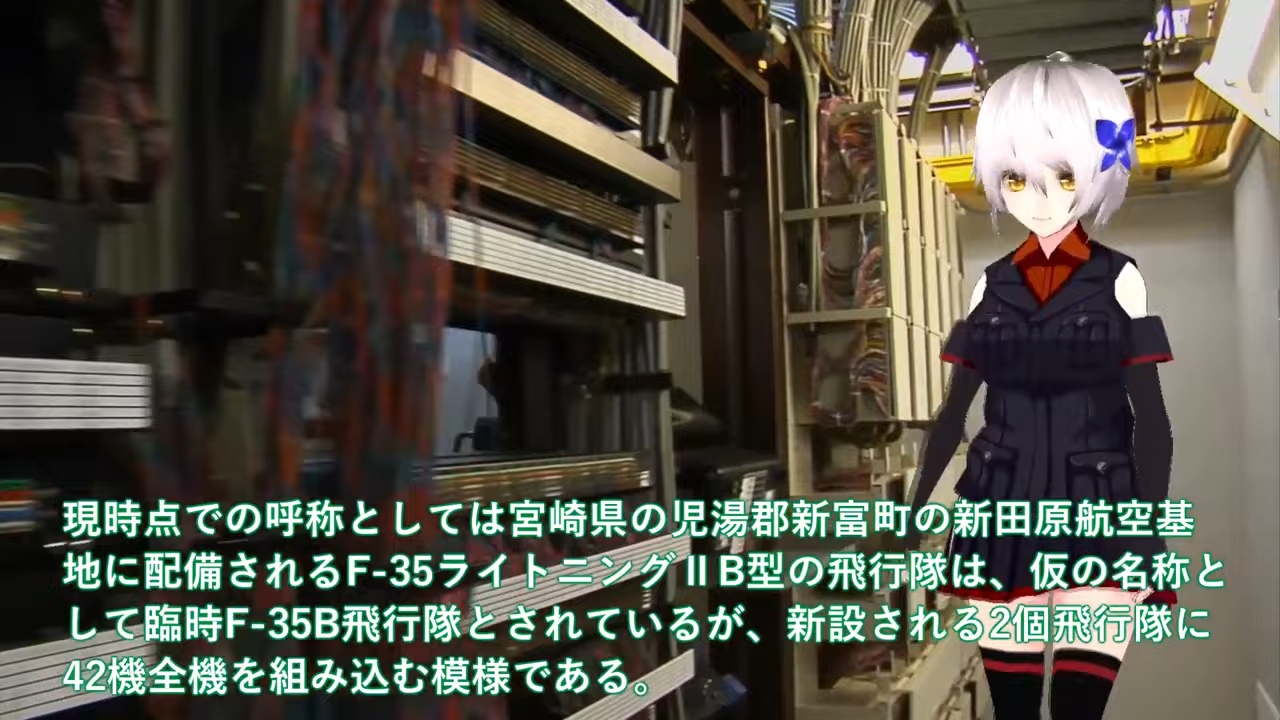 現時点での呼称としては宮崎県の児湯郡新富町の新田原航空基
地に配備されるF-35ライトニングⅡB型の飛行隊は、仮の名称と
して臨時F-35B飛行隊とされているが、新設される2個飛行隊に
42機全機を組み込む模様である。